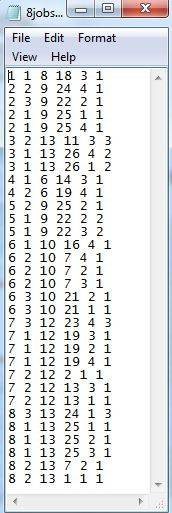 8jobs...
File Edit Format
View Help
1 1 8 18 3 1
2 2 9 24 4 1
2 3 9 22 2 1
2 1 9 25 1 1
2 1 9 25 4 1
3 2 13 11 3 3
3 1 13 26 4 2
3 1 13 26 1 2
4 1 6 14 3 1
4 2 6 19 4 1
5 2 9 25 2 1
5 1 9 22 2 2
5 1 9 22 3 2
6 1 10 16 4 1
6 2 10 7 4 1
6 2 10 7 2 1
6 2 10 7 3 1
6 3 10 21 2 1
6 3 10 21 1 1
7 3 12 23 4 3
7 1 12 19 3 1
7 1 12 19 2 1
7 1 12 19 4 1
7 2 12 2 1 1
7 2 12 13 3 1
7 2 12 13 1 1
8 3 13 24 1 3
8 1 13 25 1 1
8 1 13 25 2 1
8 1 13 25 3 1
8 2 13 7 2 1
8 2 13 1 1 1